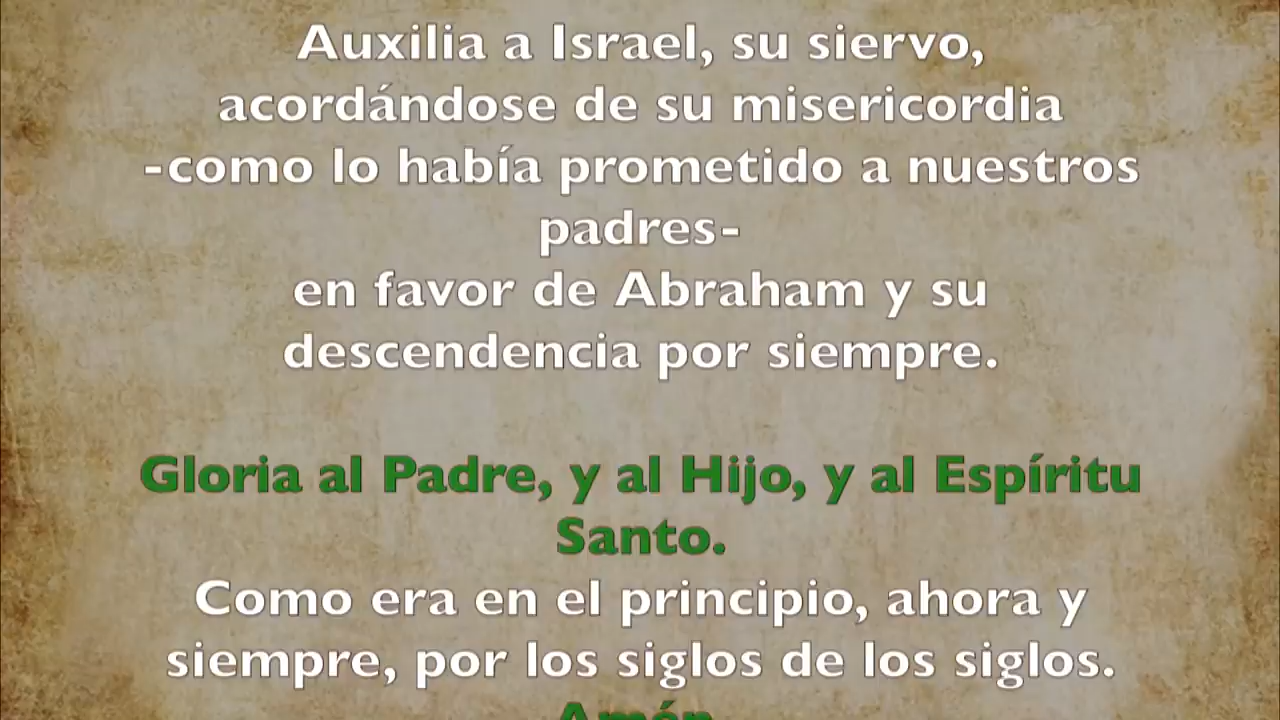 Auxilia a Israel, su siervo,
acordándose de su misericordia
-como lo había prometido a nuestros
padres-
en favor de Abraham y su
descendencia por siempre.
Gloria al Padre, y al Hijo, y al Espíritu
Santo.
Como era en el principio, ahora y
siempre, por los siglos de los siglos.
Amén.